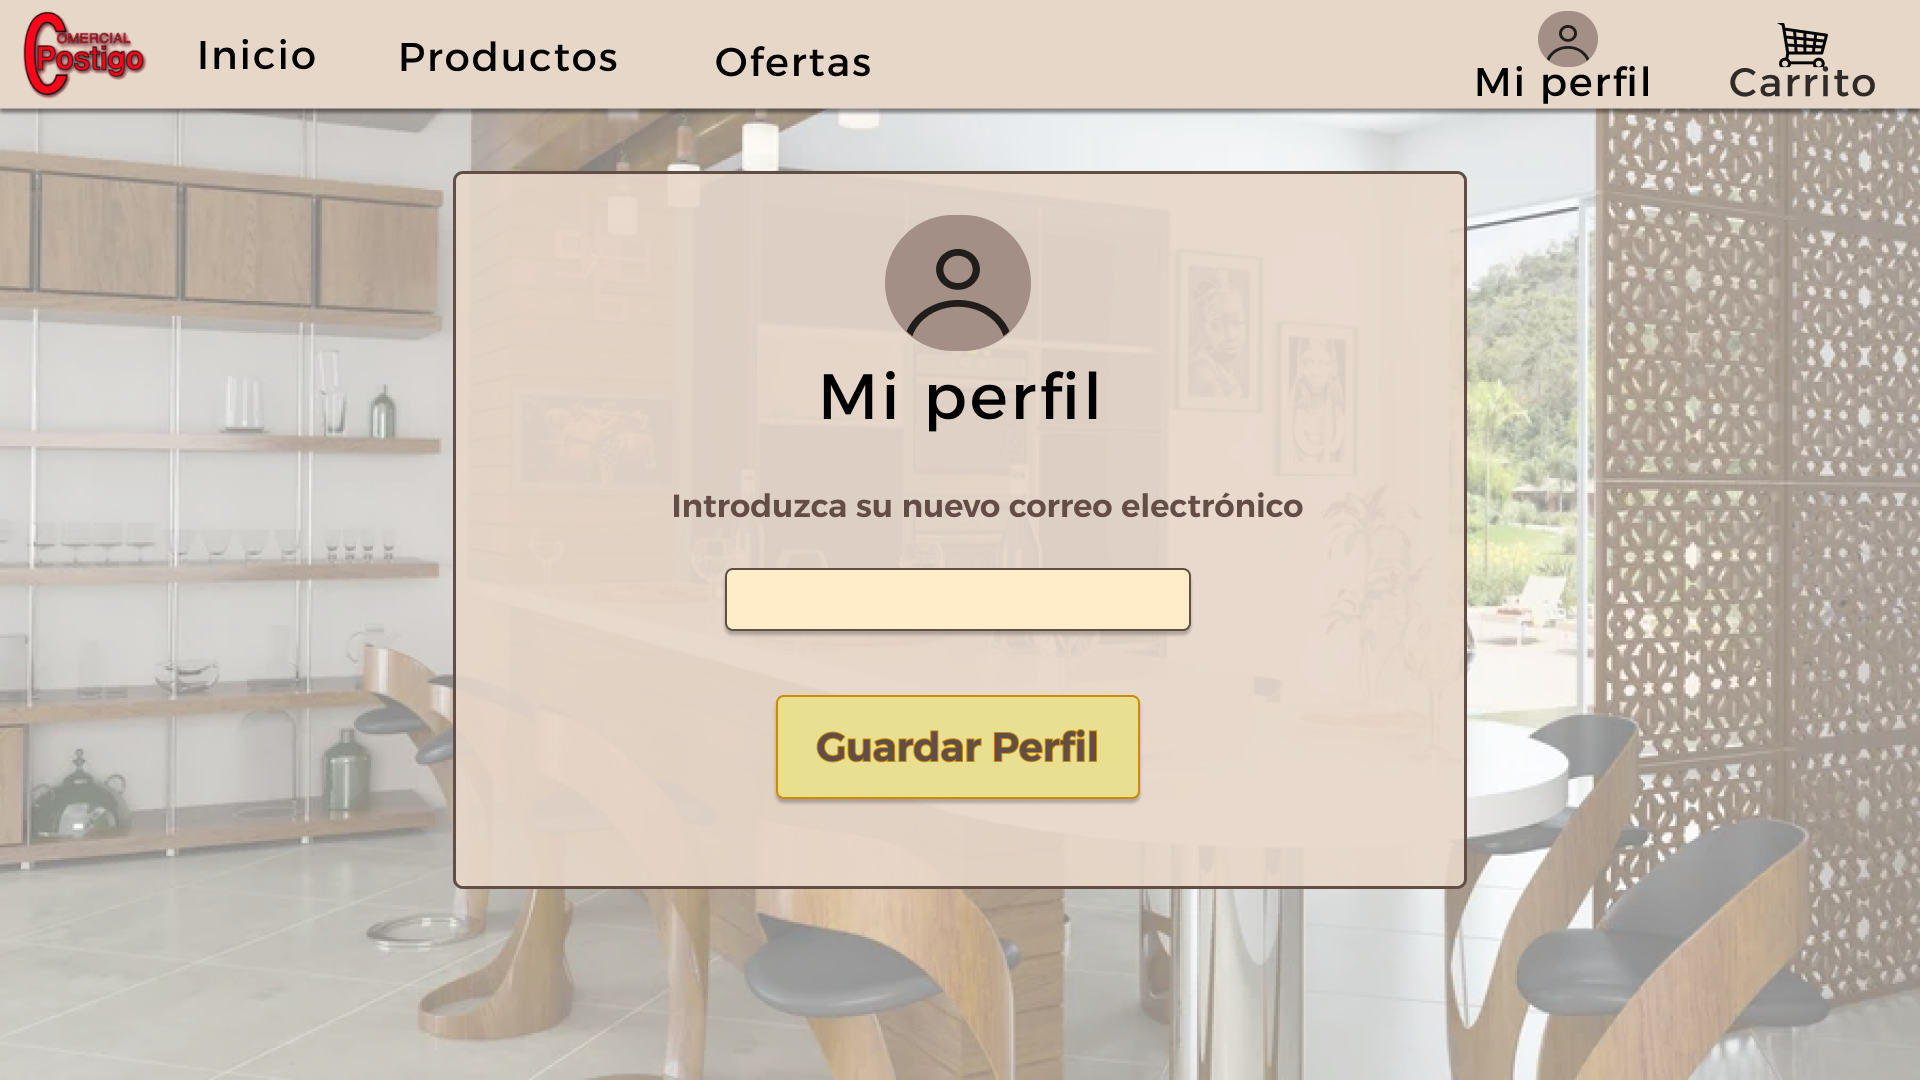 COMERCIAL
Postigo
Inicio
Productos
Ofertas
Mi perfil
Carrito
Mi perfil
Introduzca su nuevo correo electrónico
Guardar Perfil